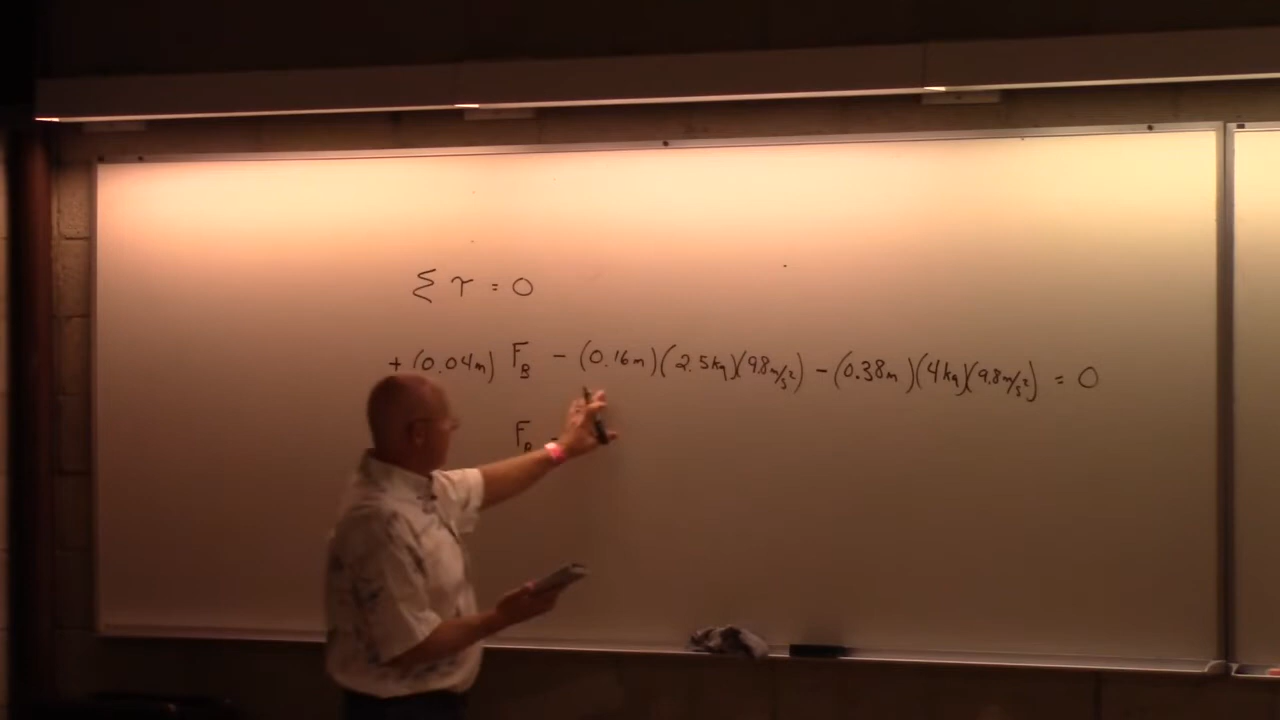 Σ τ = 0
+ (0.04m) F_B - (0.16m)(2.5kg)(9.8m/s²) - (0.38m)(4kg)(9.8m/s²) = 0
F_B =